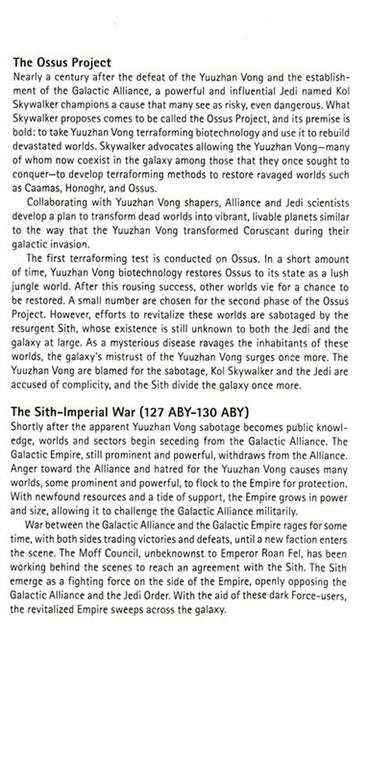 The Ossus Project
Nearly a century after the defeat of the Yuuzhan Vong and the establish-
ment of the Galactic Alliance, a powerful and influential Jedi named Kol
Skywalker champions a cause that many see as risky, even dangerous. What
Skywalker proposes comes to be called the Ossus Project, and its premise is
bold: to take Yuuzhan Vong terraforming biotechnology and use it to rebuild
devastated worlds. Skywalker advocates allowing the Yuuzhan Vong—many
of whom now coexist in the galaxy among those that they once sought to
conquer—to develop terraforming methods to restore ravaged worlds such
as Caamas, Honoghr, and Ossus.
Collaborating with Yuuzhan Vong shapers, Alliance and Jedi scientists
develop a plan to transform dead worlds into vibrant, livable planets similar
to the way that the Yuuzhan Vong transformed Coruscant during their
galactic invasion.
The first terraforming test is conducted on Ossus. In a short amount
of time, Yuuzhan Vong biotechnology restores Ossus to its state as a lush
jungle world. After this rousing success, other worlds vie for a chance to
be restored. A small number are chosen for the second phase of the Ossus
Project. However, efforts to revitalize these worlds are sabotaged by the
resurgent Sith, whose existence is still unknown to both the Jedi and the
galaxy at large. As a mysterious disease ravages the inhabitants of these
worlds, the galaxy's mistrust of the Yuuzhan Vong surges once more. The
Yuuzhan Vong are blamed for the sabotage, Kol Skywalker and the Jedi are
accused of complicity, and the Sith divide the galaxy once more.
The Sith-Imperial War (127 ABY–130 ABY)
Shortly after the apparent Yuuzhan Vong sabotage becomes public knowl-
edge, worlds and sectors begin seceding from the Galactic Alliance. The
Galactic Empire, still prominent and powerful, withdraws from the Alliance.
Anger toward the Alliance and hatred for the Yuuzhan Vong causes many
worlds, some prominent and powerful, to flock to the Empire for protection.
With newfound resources and a tide of support, the Empire grows in power
and size, allowing it to challenge the Galactic Alliance militarily.
War between the Galactic Alliance and the Galactic Empire rages for some
time, with both sides trading victories and defeats, until a new faction enters
the scene. The Moff Council, unbeknownst to Emperor Roan Fel, has been
working behind the scenes to reach an agreement with the Sith. The Sith
emerge as a fighting force on the side of the Empire, openly opposing the
Galactic Alliance and the Jedi Order. With the aid of these dark Force-users,
the revitalized Empire sweeps across the galaxy.